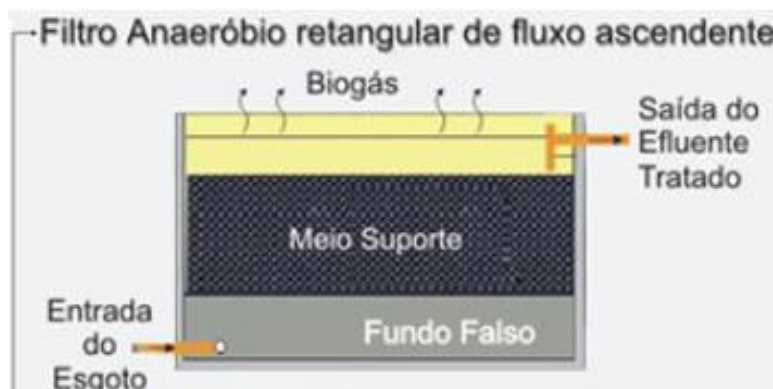 Filtro Anaeróbio retangular de fluxo ascendente
Biogás
Saída do
Efluente
Tratado
Meio Suporte
Entrada
do
Esgoto
Fundo Falso